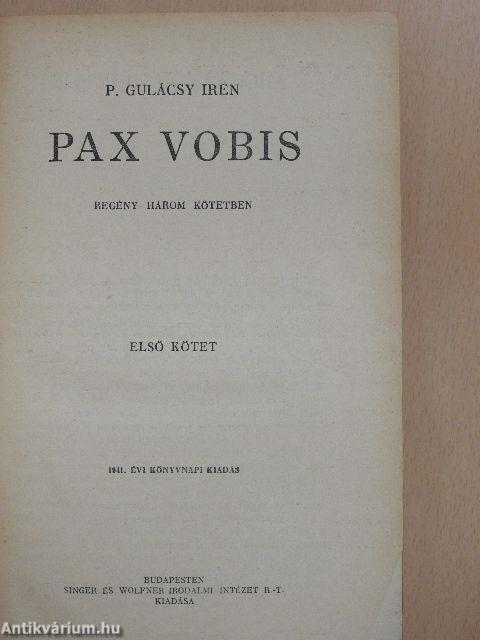 P. GULÁCSY IRÉN
PAX VOBIS
REGÉNY HÁROM KÖTETBEN
ELSŐ KÖTET
1941. ÉVI KÖNYVNAPI KIADÁS
BUDAPESTEN
SINGER ÉS WOLFNER IRODALMI INTÉZET R.-T.
KIADÁSA
Antikvárium.hu